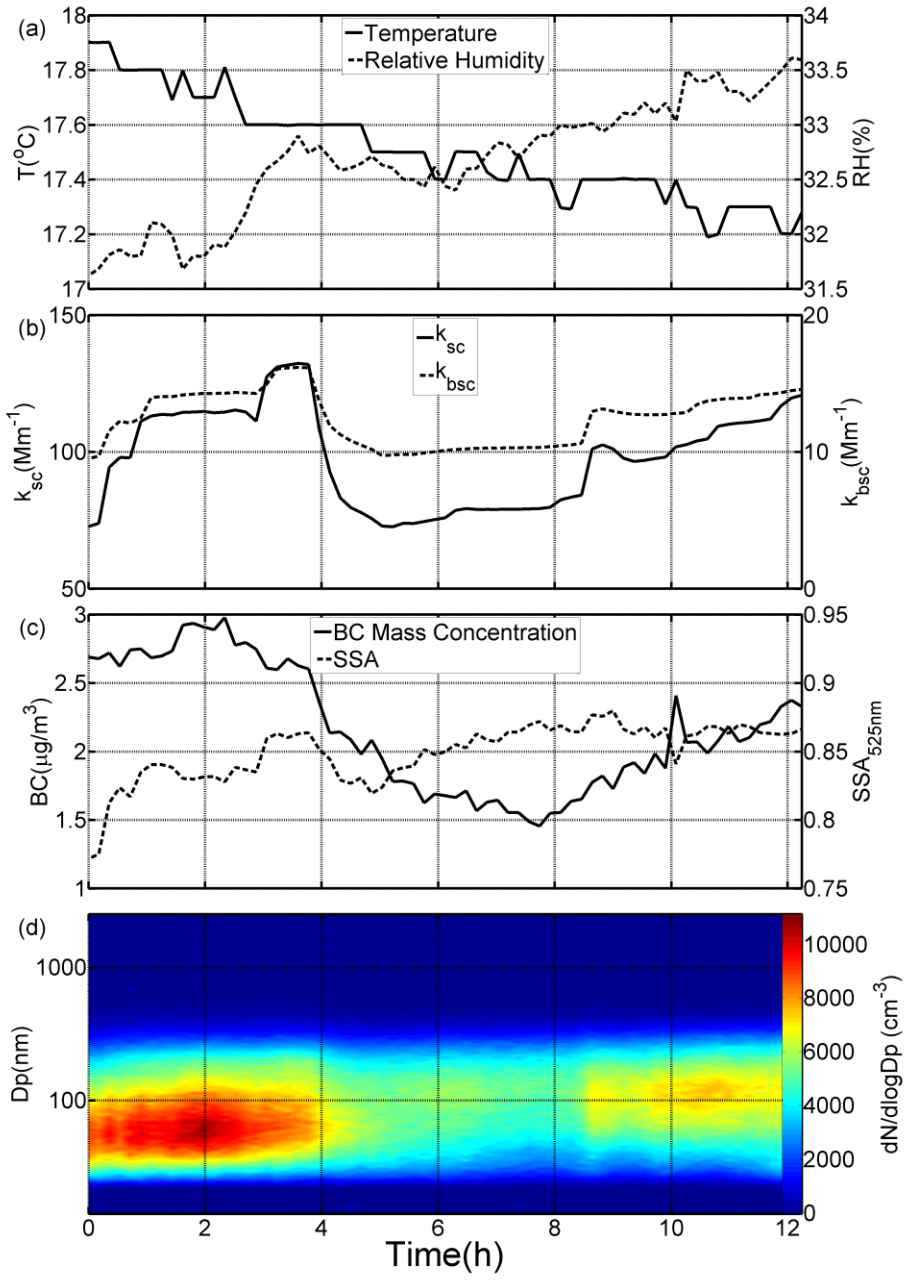 (a)
Temperature
Relative Humidity
18
17.8
17.6
17.4
17.2
17
T(°C)
34
33.5
33
32.5
32
31.5
RH(%)
(b)
k_sc
k_bsc
150
100
50
k_sc(Mm⁻¹)
20
10
0
k_bsc(Mm⁻¹)
(c)
BC Mass Concentration
SSA
3
2.5
2
1.5
1
BC(μg/m³)
0.95
0.9
0.85
0.8
0.75
SSA_525nm
(d)
1000
100
Dp(nm)
10000
8000
6000
4000
2000
0
dN/dlogDp (cm⁻³)
0 2 4 6 8 10 12
Time(h)